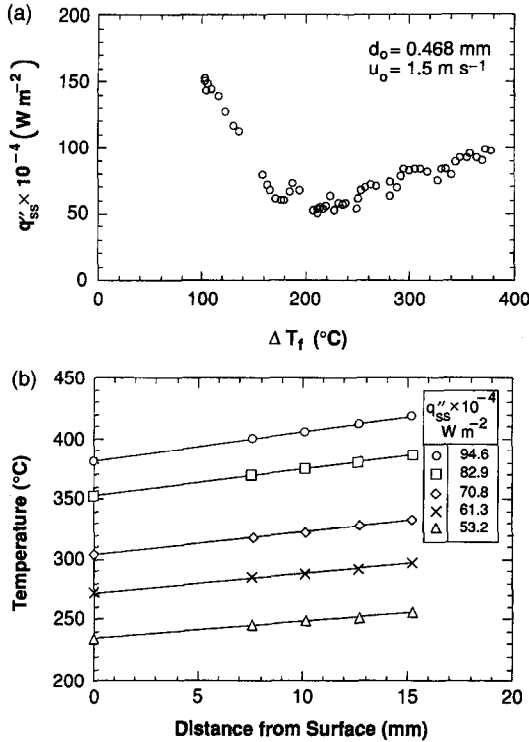 (a)
200
150
100
50
0
q″ss × 10⁻⁴ (W m⁻²)
dₒ = 0.468 mm
uₒ = 1.5 m s⁻¹
0 100 200 300 400
Δ T_f (°C)
(b)
450
400
350
300
250
200
Temperature (°C)
q″ss × 10⁻⁴
W m⁻²
94.6
82.9
70.8
61.3
53.2
0 5 10 15 20
Distance from Surface (mm)